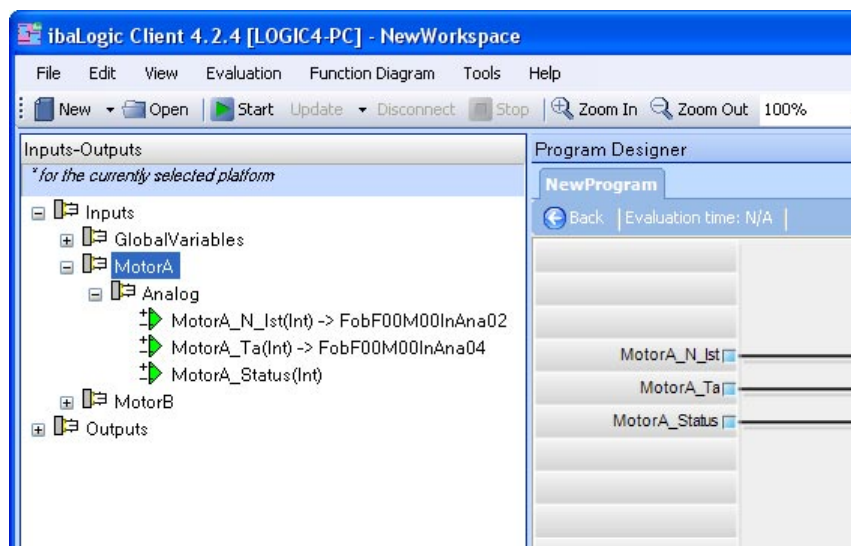 ibaLogic Client 4.2.4 [LOGIC4-PC] - NewWorkspace
File Edit View Evaluation Function Diagram Tools Help
New Open Start Update Disconnect Stop Zoom In Zoom Out 100%
Inputs-Outputs
*for the currently selected platform
Inputs
GlobalVariables
MotorA
Analog
MotorA_N_Ist(Int) -> FobF00M00InAna02
MotorA_Ta(Int) -> FobF00M00InAna04
MotorA_Status(Int)
MotorB
Outputs
Program Designer
NewProgram
Back Evaluation time: N/A
MotorA_N_Ist
MotorA_Ta
MotorA_Status